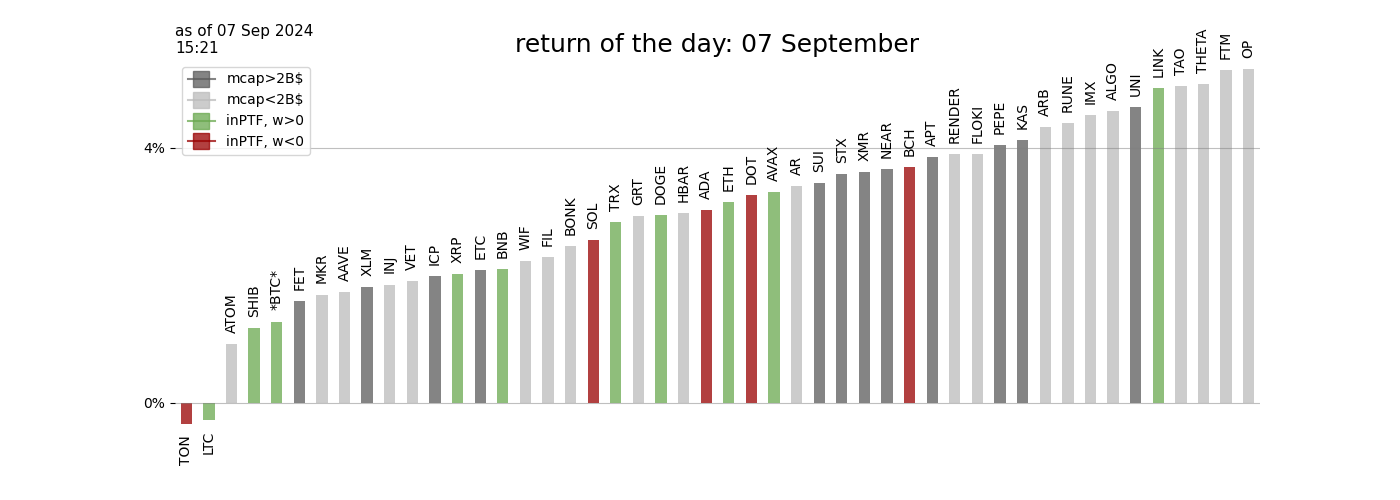 as of 07 Sep 2024
15:21
return of the day: 07 September
mcap>2B$
mcap<2B$
inPTF, w>0
inPTF, w<0
4%
0%
TON
LTC
ATOM
SHIB
*BTC*
FET
MKR
AAVE
XLM
INJ
VET
ICP
XRP
ETC
BNB
WIF
FIL
BONK
SOL
TRX
GRT
DOGE
HBAR
ADA
ETH
DOT
AVAX
AR
SUI
STX
XMR
NEAR
BCH
APT
RENDER
FLOKI
PEPE
KAS
ARB
RUNE
IMX
ALGO
UNI
LINK
TAO
THETA
FTM
OP